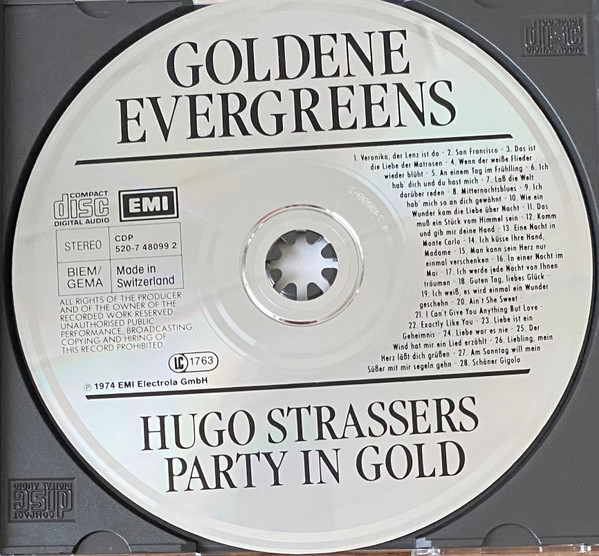 COMPACT
disc
DIGITAL AUDIO
GOLDENE
EVERGREENS
1. Veronika, der Lenz ist da · 2. San Francisco · 3. Das ist
die Liebe der Matrosen · 4. Wenn der weiße Flieder
wieder blüht · 5. An einem Tag im Frühling · 6. Ich
hab' dich und du hast mich · 7. Laß die Welt
darüber reden · 8. Mitternachtsblues · 9. Ich
hab' mich so an dich gewöhnt · 10. Wie ein
Wunder kam die Liebe über Nacht · 11. Das
muß ein Stück vom Himmel sein · 12. Komm
und gib mir deine Hand · 13. Eine Nacht in
Monte Carlo · 14. Ich küsse Ihre Hand,
Madame · 15. Man kann sein Herz nur
einmal verschenken · 16. In einer Nacht im
Mai · 17. Ich werde jede Nacht von Ihnen
träumen · 18. Guten Tag, liebes Glück ·
19. Ich weiß, es wird einmal ein Wunder
geschehn · 20. Ain't She Sweet ·
21. I Can't Give You Anything But Love ·
22. Exactly Like You · 23. Liebe ist ein
Geheimnis · 24. Liebe war es nie · 25. Der
Wind hat mir ein Lied erzählt · 26. Liebling, mein
Herz läßt dich grüßen · 27. Am Sonntag will mein
Süßer mit mir segeln gehn · 28. Schöner Gigolo
COMPACT
disc
DIGITAL AUDIO
EMI
STEREO
CDP
520-7 48099 2
BIEM/
GEMA
Made in
Switzerland
ALL RIGHTS OF THE PRODUCER
AND OF THE OWNER OF THE
RECORDED WORK RESERVED
UNAUTHORISED PUBLIC
PERFORMANCE, BROADCASTING,
COPYING AND HIRING OF
THIS RECORD PROHIBITED.
LC 1763
℗ 1974 EMI Electrola GmbH
HUGO STRASSERS
PARTY IN GOLD
COMPACT
disc
DIGITAL AUDIO